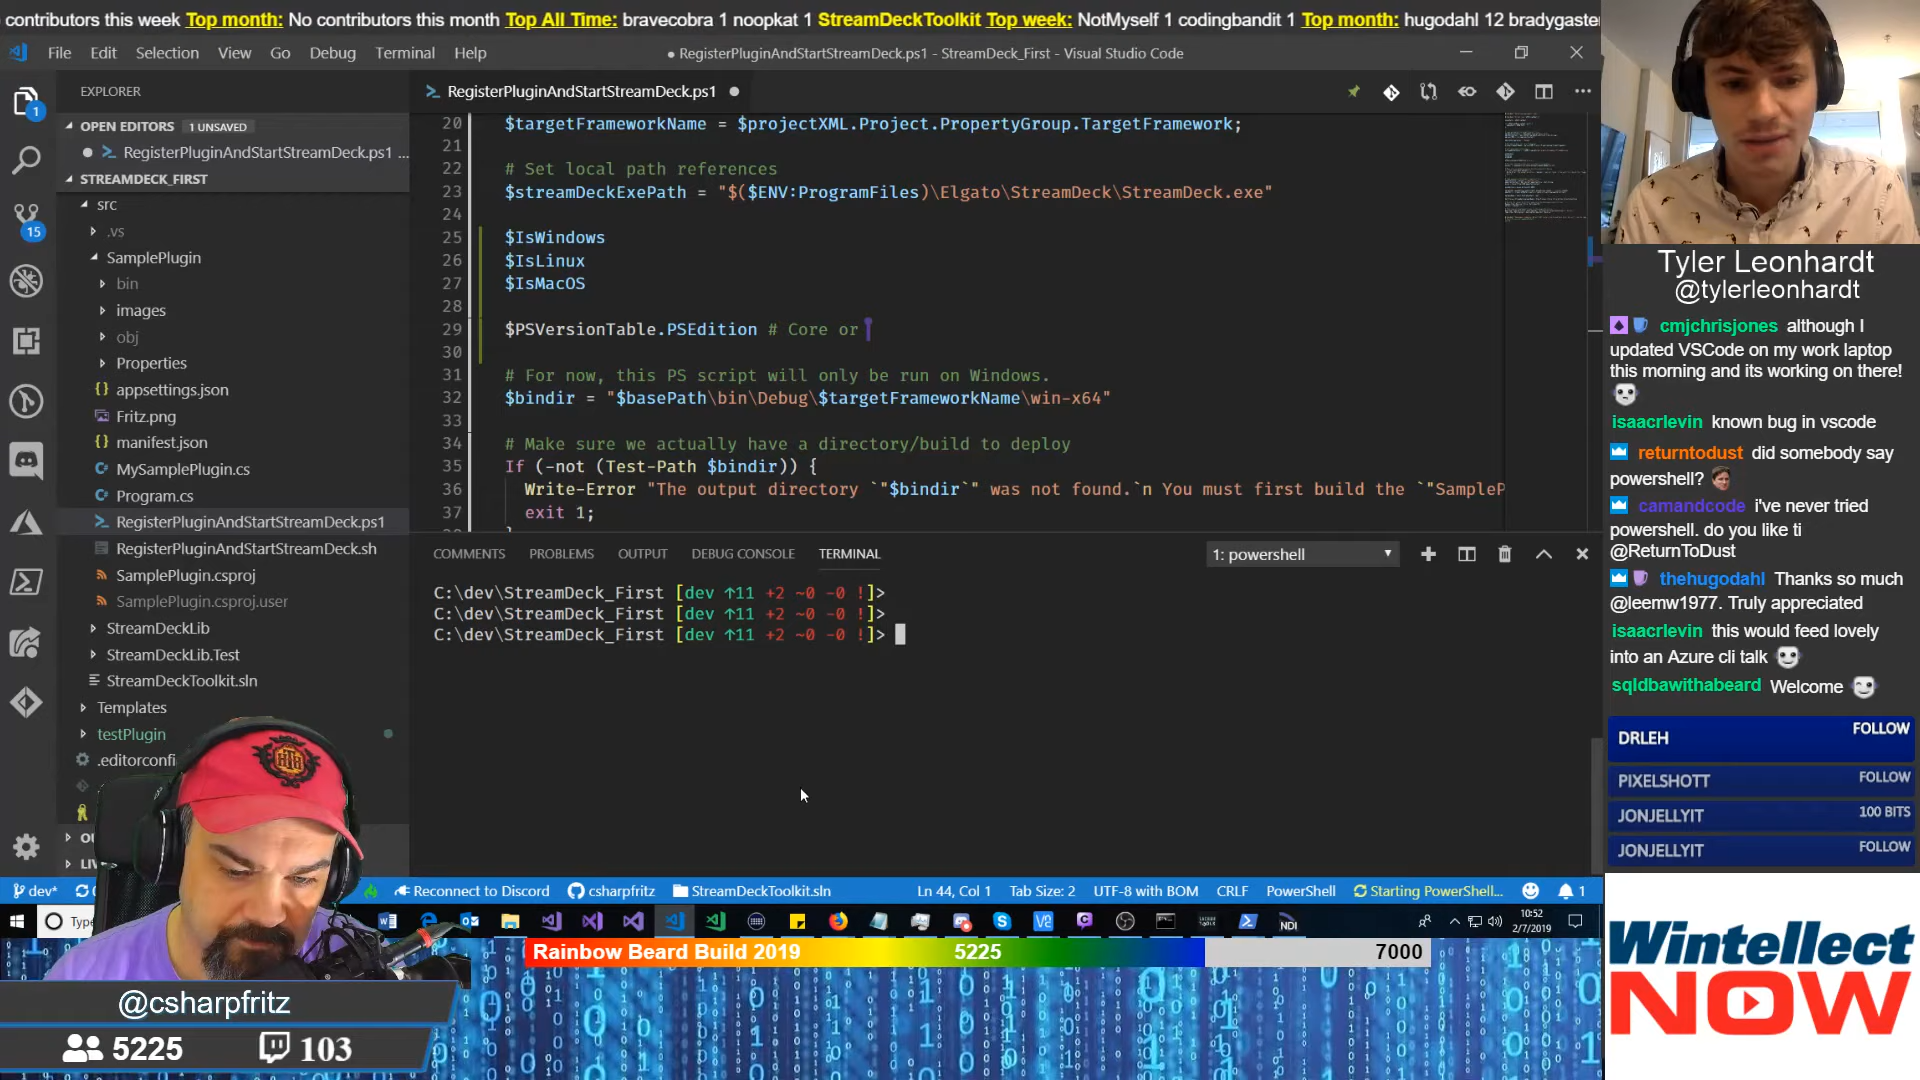 contributors this week Top month: No contributors this month Top All Time: bravecobra 1 noopkat 1 StreamDeckToolkit Top week: NotMyself 1 codingbandit 1 Top month: hugodahl 12 bradygaster
File Edit Selection View Go Debug Terminal Help
● RegisterPluginAndStartStreamDeck.ps1 - StreamDeck_First - Visual Studio Code
EXPLORER
OPEN EDITORS 1 UNSAVED
RegisterPluginAndStartStreamDeck.ps1 ...
STREAMDECK_FIRST
src
.vs
SamplePlugin
bin
images
obj
Properties
appsettings.json
Fritz.png
manifest.json
MySamplePlugin.cs
Program.cs
RegisterPluginAndStartStreamDeck.ps1
RegisterPluginAndStartStreamDeck.sh
SamplePlugin.csproj
SamplePlugin.csproj.user
StreamDeckLib
StreamDeckLib.Test
StreamDeckToolkit.sln
Templates
testPlugin
.editorconfi
OU
LIV
1
15
RegisterPluginAndStartStreamDeck.ps1
20 $targetFrameworkName = $projectXML.Project.PropertyGroup.TargetFramework;
21
22 # Set local path references
23 $streamDeckExePath = "$($ENV:ProgramFiles)\Elgato\StreamDeck\StreamDeck.exe"
24
25 $IsWindows
26 $IsLinux
27 $IsMacOS
28
29 $PSVersionTable.PSEdition # Core or
30
31 # For now, this PS script will only be run on Windows.
32 $bindir = "$basePath\bin\Debug\$targetFrameworkName\win-x64"
33
34 # Make sure we actually have a directory/build to deploy
35 If (-not (Test-Path $bindir)) {
36 Write-Error "The output directory `"$bindir`" was not found.`n You must first build the `"SampleP
37 exit 1;
COMMENTS PROBLEMS OUTPUT DEBUG CONSOLE TERMINAL
1: powershell
C:\dev\StreamDeck_First [dev ↑11 +2 ~0 -0 !]>
C:\dev\StreamDeck_First [dev ↑11 +2 ~0 -0 !]>
C:\dev\StreamDeck_First [dev ↑11 +2 ~0 -0 !]>
dev* Reconnect to Discord csharpfritz StreamDeckToolkit.sln Ln 44, Col 1 Tab Size: 2 UTF-8 with BOM CRLF PowerShell Starting PowerShell... 1
Type
NDI
10:52
2/7/2019
Rainbow Beard Build 2019 5225 7000
@csharpfritz
5225 103
Tyler Leonhardt
@tylerleonhardt
cmjchrisjones although I
updated VSCode on my work laptop
this morning and its working on there!
isaacrlevin known bug in vscode
returntodust did somebody say
powershell?
camandcode i've never tried
powershell. do you like ti
@ReturnToDust
thehugodahl Thanks so much
@leemw1977. Truly appreciated
isaacrlevin this would feed lovely
into an Azure cli talk
sqldbawithabeard Welcome
DRLEH FOLLOW
PIXELSHOTT FOLLOW
JONJELLYIT 100 BITS
JONJELLYIT FOLLOW
Wintellect
NOW